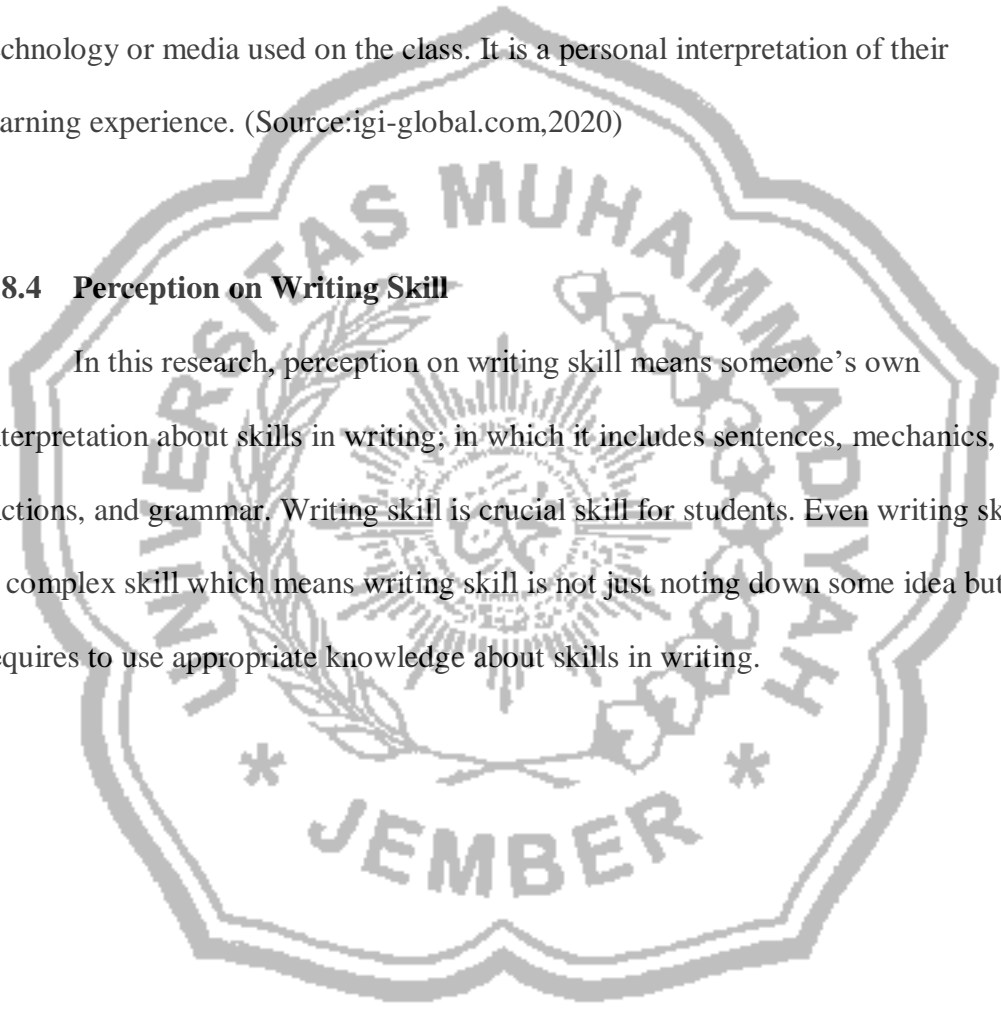 chnology or media used on the class. It is a personal interpretation of their
arning experience. (Source:igi-global.com,2020)
8.4 Perception on Writing Skill
In this research, perception on writing skill means someone’s own
nterpretation about skills in writing; in which it includes sentences, mechanics,
ctions, and grammar. Writing skill is crucial skill for students. Even writing sk
complex skill which means writing skill is not just noting down some idea but
equires to use appropriate knowledge about skills in writing.
UNIVERSITAS MUHAMMADIYAH
* JEMBER *